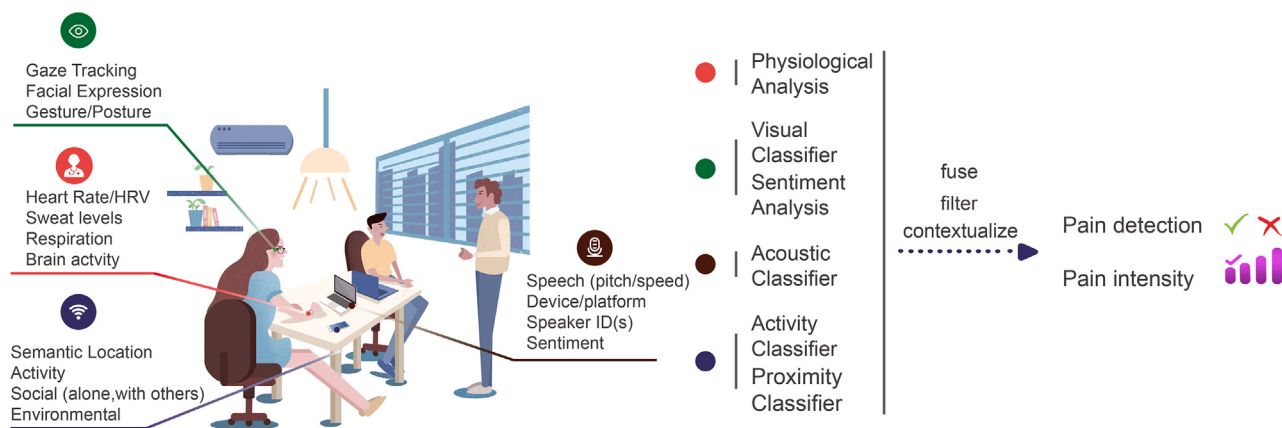 Gaze Tracking
Facial Expression
Gesture/Posture
Heart Rate/HRV
Sweat levels
Respiration
Brain actvity
Semantic Location
Activity
Social (alone,with others)
Environmental
Speech (pitch/speed)
Device/platform
Speaker ID(s)
Sentiment
Physiological
Analysis
Visual
Classifier
Sentiment
Analysis
Acoustic
Classifier
Activity
Classifier
Proximity
Classifier
fuse
filter
contextualize
Pain detection
Pain intensity